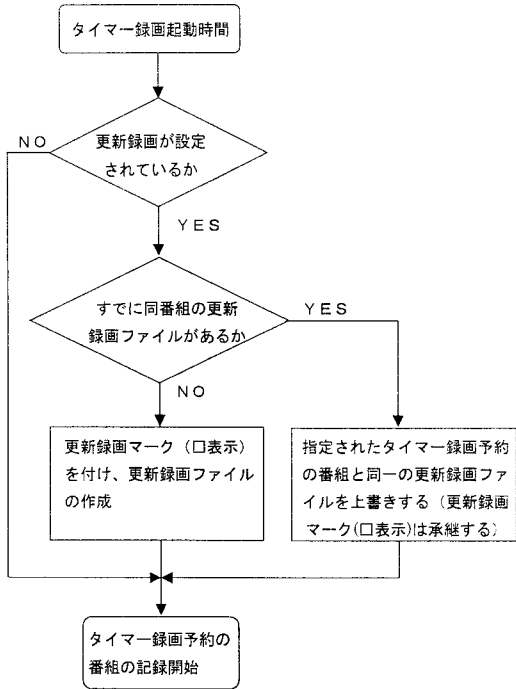 タイマー録画起動時間
更新録画が設定
されているか
NO
YES
すでに同番組の更新
録画ファイルがあるか
YES
NO
更新録画マーク（口表示）
を付け、更新録画ファイル
の作成
指定されたタイマー録画予約
の番組と同一の更新録画ファ
イルを上書きする（更新録画
マーク(口表示)は承継する）
タイマー録画予約の
番組の記録開始